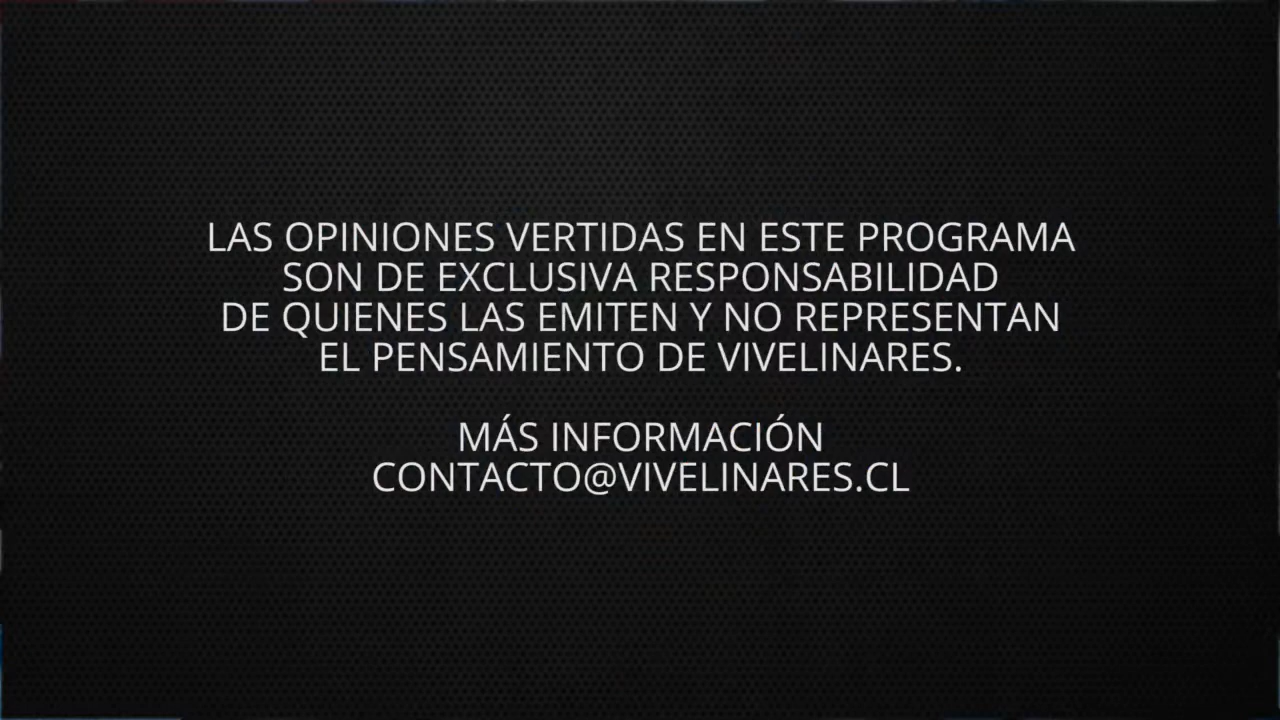 LAS OPINIONES VERTIDAS EN ESTE PROGRAMA
SON DE EXCLUSIVA RESPONSABILIDAD
DE QUIENES LAS EMITEN Y NO REPRESENTAN
EL PENSAMIENTO DE VIVELINARES.
MÁS INFORMACIÓN
CONTACTO@VIVELINARES.CL